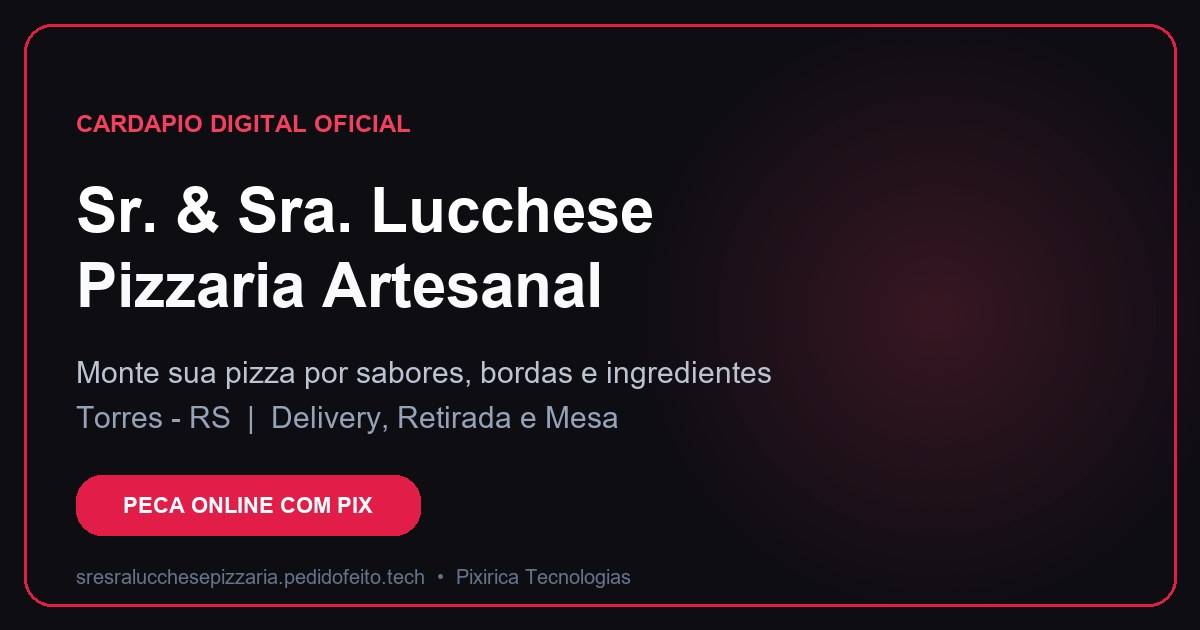 CARDAPIO DIGITAL OFICIAL
Sr. & Sra. Lucchese
Pizzaria Artesanal
Monte sua pizza por sabores, bordas e ingredientes
Torres - RS | Delivery, Retirada e Mesa
PECA ONLINE COM PIX
sresralucchesepizzaria.pedidofeito.tech • Pixirica Tecnologias